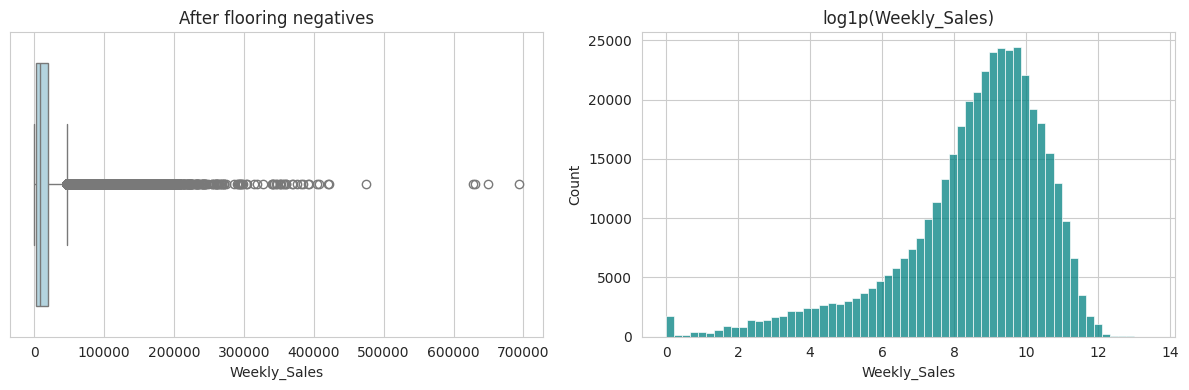 After flooring negatives
0 100000 200000 300000 400000 500000 600000 700000
Weekly_Sales
log1p(Weekly_Sales)
25000
20000
15000
10000
5000
0
Count
0 2 4 6 8 10 12 14
Weekly_Sales